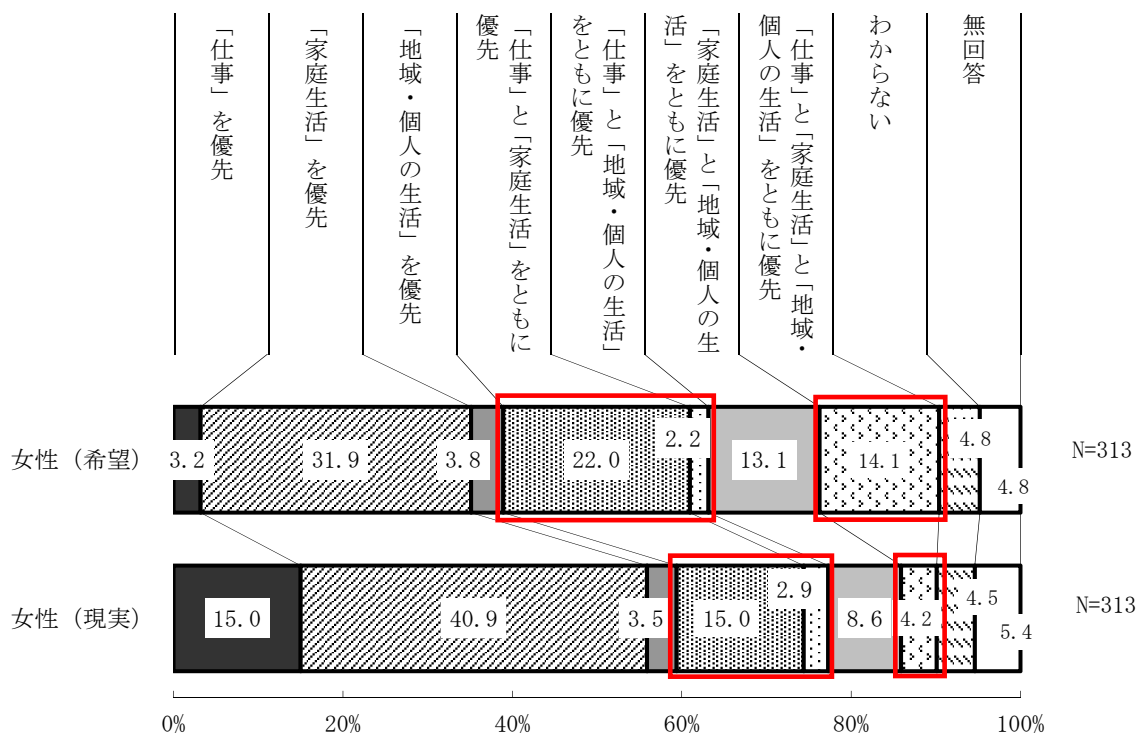 「仕事」を優先
「家庭生活」を優先
「地域・個人の生活」を優先
「仕事」と「家庭生活」をともに
優先
「仕事」と「地域・個人の生活」
をともに優先
「家庭生活」と「地域・個人の生
活」をともに優先
「仕事」と「家庭生活」と「地域・
個人の生活」をともに優先
わからない
無回答
女性（希望）
3.2
31.9
3.8
22.0
2.2
13.1
14.1
4.8
4.8
N=313
女性（現実）
15.0
40.9
3.5
15.0
2.9
8.6
4.2
4.5
5.4
N=313
0%
20%
40%
60%
80%
100%